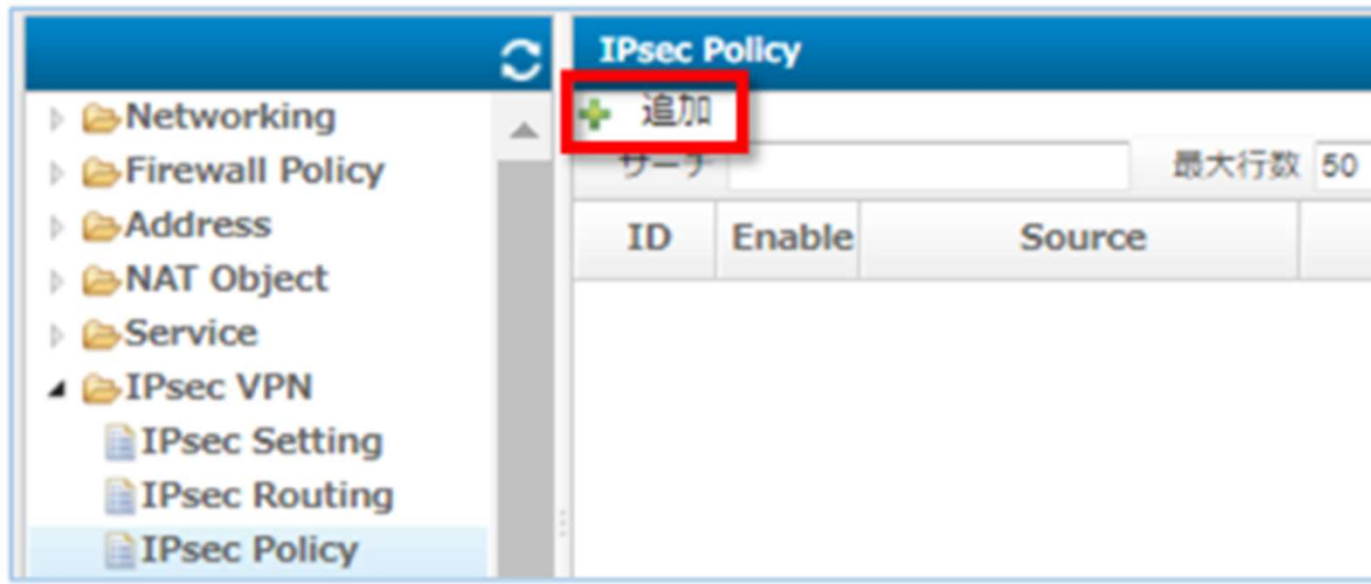 Networking
Firewall Policy
Address
NAT Object
Service
IPsec VPN
IPsec Setting
IPsec Routing
IPsec Policy
IPsec Policy
追加
サーチ 最大行数 50
ID Enable Source